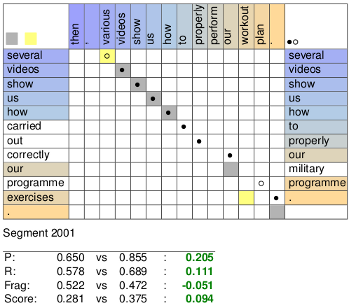 then , various videos show us how to properly perform our workout plan .
several several
videos videos
show show
us us
how how
carried to
out properly
correctly our
our military
programme programme
exercises .
.
Segment 2001
P: 0.650 vs 0.855 : 0.205
R: 0.578 vs 0.689 : 0.111
Frag: 0.522 vs 0.472 : -0.051
Score: 0.281 vs 0.375 : 0.094